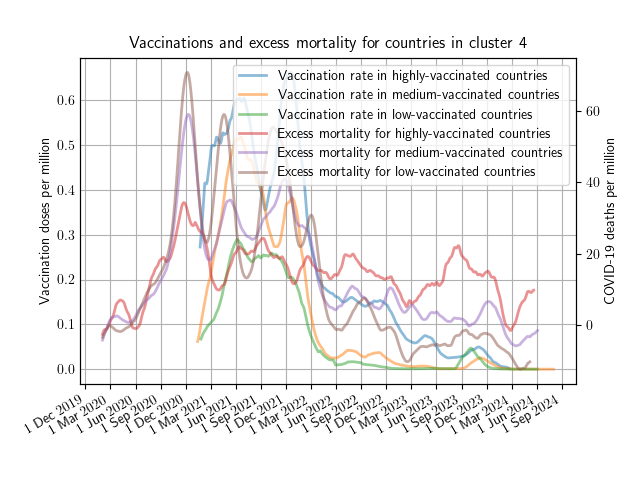 Vaccinations and excess mortality for countries in cluster 4
Vaccination rate in highly-vaccinated countries
Vaccination rate in medium-vaccinated countries
Vaccination rate in low-vaccinated countries
Excess mortality for highly-vaccinated countries
Excess mortality for medium-vaccinated countries
Excess mortality for low-vaccinated countries
Vaccination doses per million
0.6
0.5
0.4
0.3
0.2
0.1
0.0
COVID-19 deaths per million
60
40
20
0
1 Dec 2019
1 Mar 2020
1 Jun 2020
1 Sep 2020
1 Dec 2020
1 Mar 2021
1 Jun 2021
1 Sep 2021
1 Dec 2021
1 Mar 2022
1 Jun 2022
1 Sep 2022
1 Dec 2022
1 Mar 2023
1 Jun 2023
1 Sep 2023
1 Dec 2023
1 Mar 2024
1 Jun 2024
1 Sep 2024